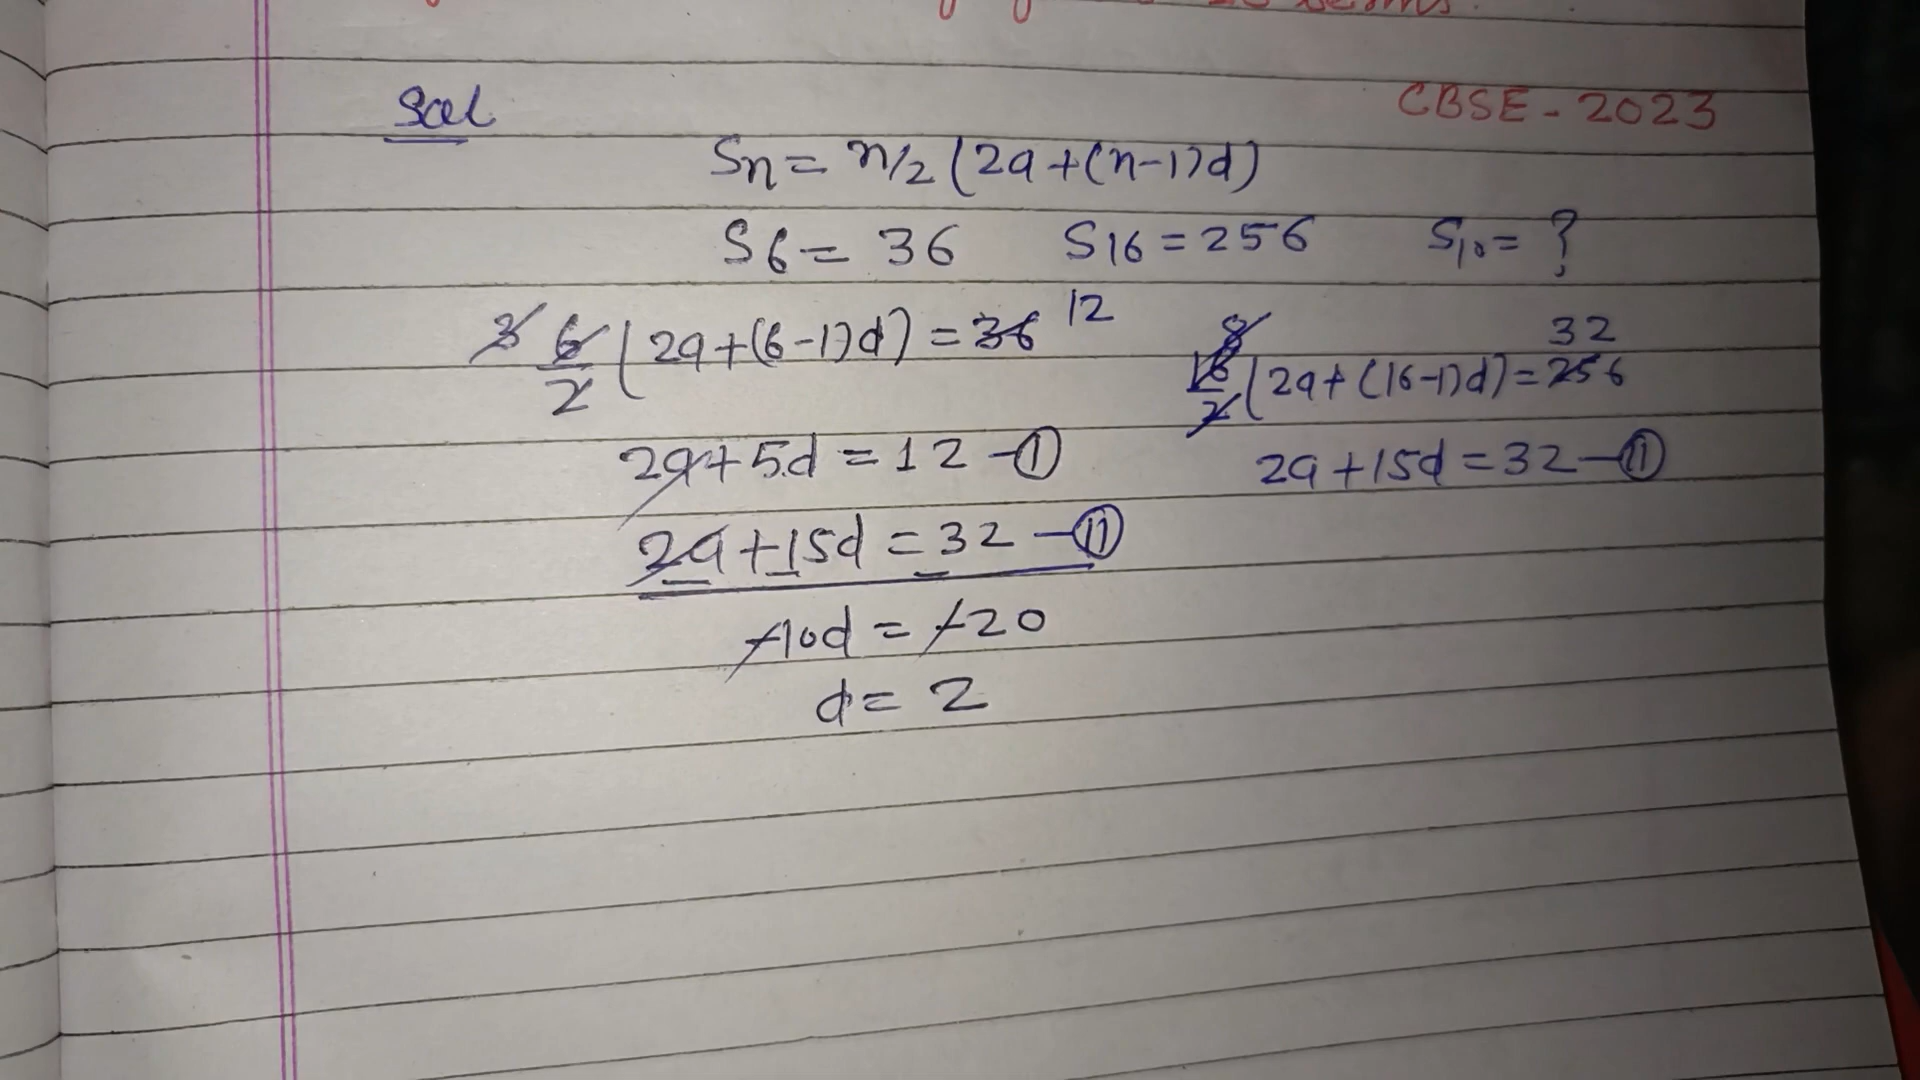 Sol
CBSE - 2023
Sn = n/2 (2a + (n-1)d)
S6 = 36 S16 = 256 S10 = ?
3 6/2 (2a + (6-1)d) = 36 12
8 16/2 (2a + (16-1)d) = 256 32
2a + 5d = 12 - (I)
2a + 15d = 32 - (II)
2a + 15d = 32 - (II)
-10d = -20
d = 2